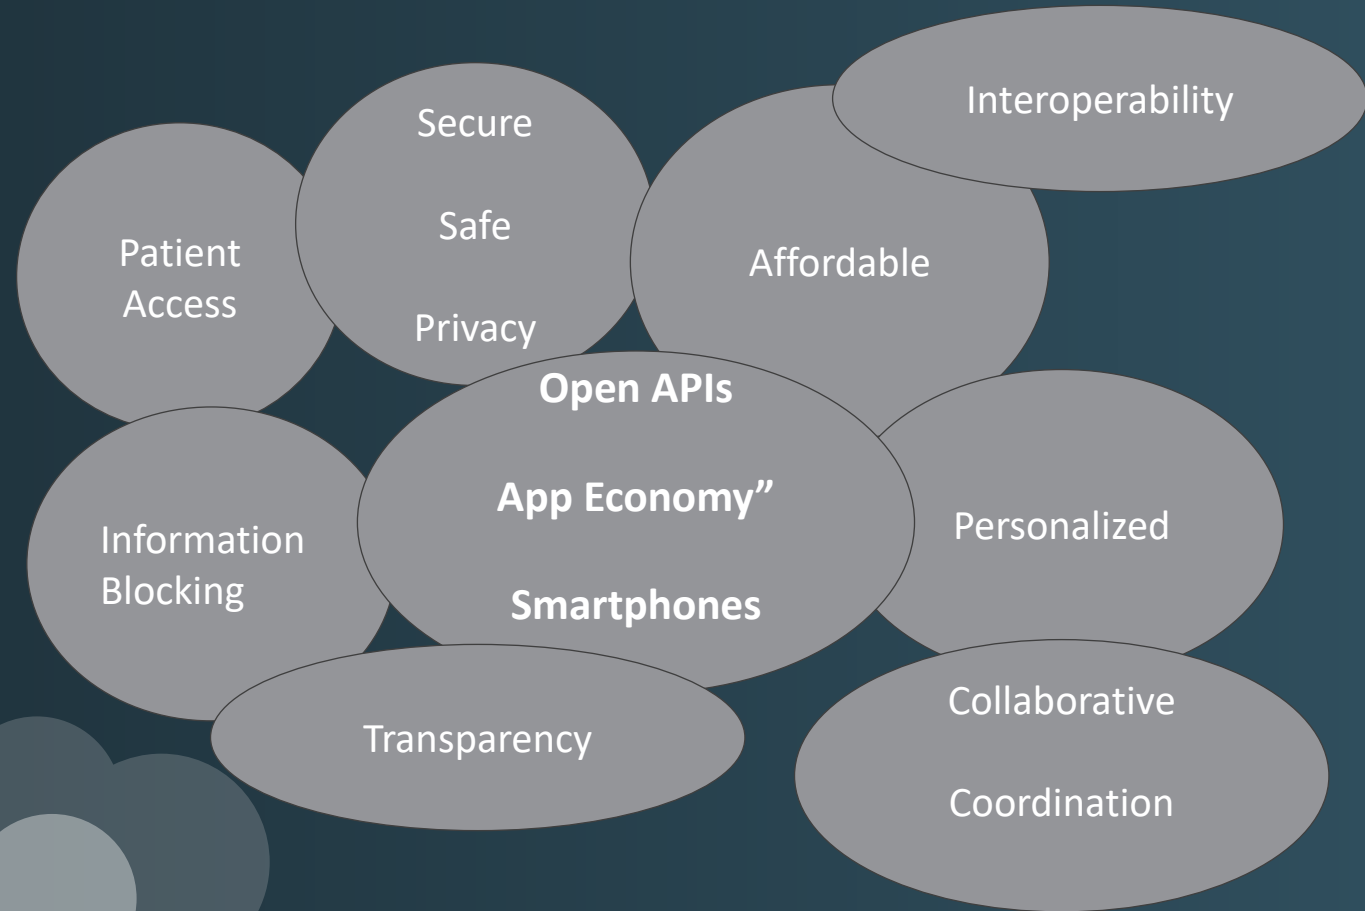 Interoperability
Secure
Safe
Privacy
Patient
Access
Affordable
Open APIs
App Economy”
Smartphones
Information
Blocking
Personalized
Transparency
Collaborative
Coordination